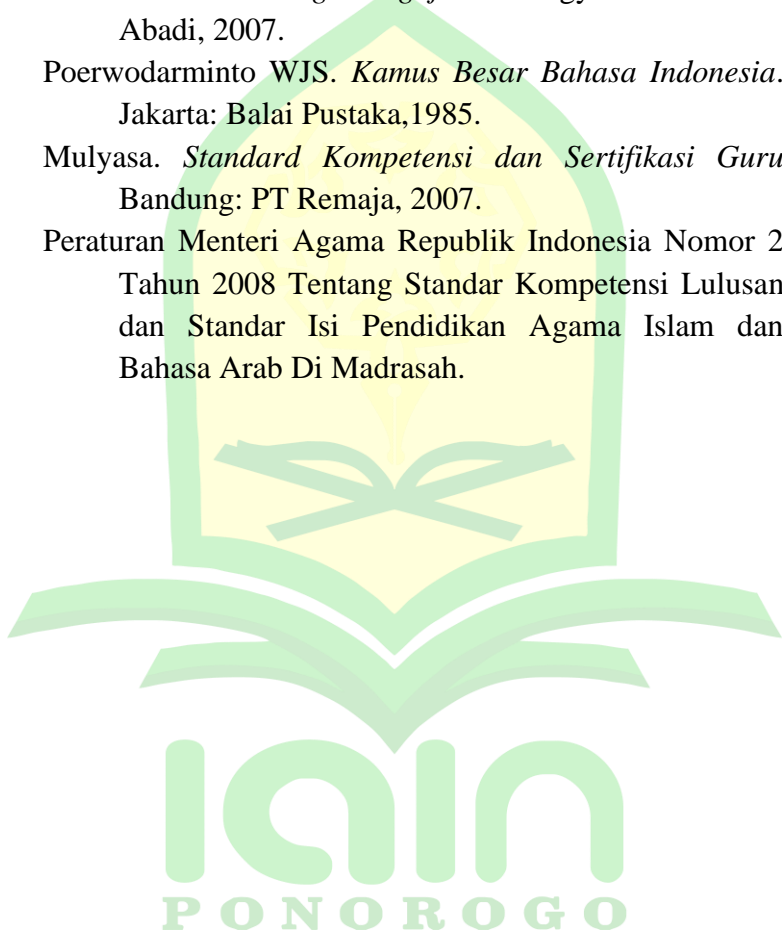 Abadi, 2007.
Poerwodarminto WJS. Kamus Besar Bahasa Indonesia.
Jakarta: Balai Pustaka,1985.
Mulyasa. Standard Kompetensi dan Sertifikasi Guru
Bandung: PT Remaja, 2007.
Peraturan Menteri Agama Republik Indonesia Nomor 2
Tahun 2008 Tentang Standar Kompetensi Lulusan
dan Standar Isi Pendidikan Agama Islam dan
Bahasa Arab Di Madrasah.
iain
PONOROGO